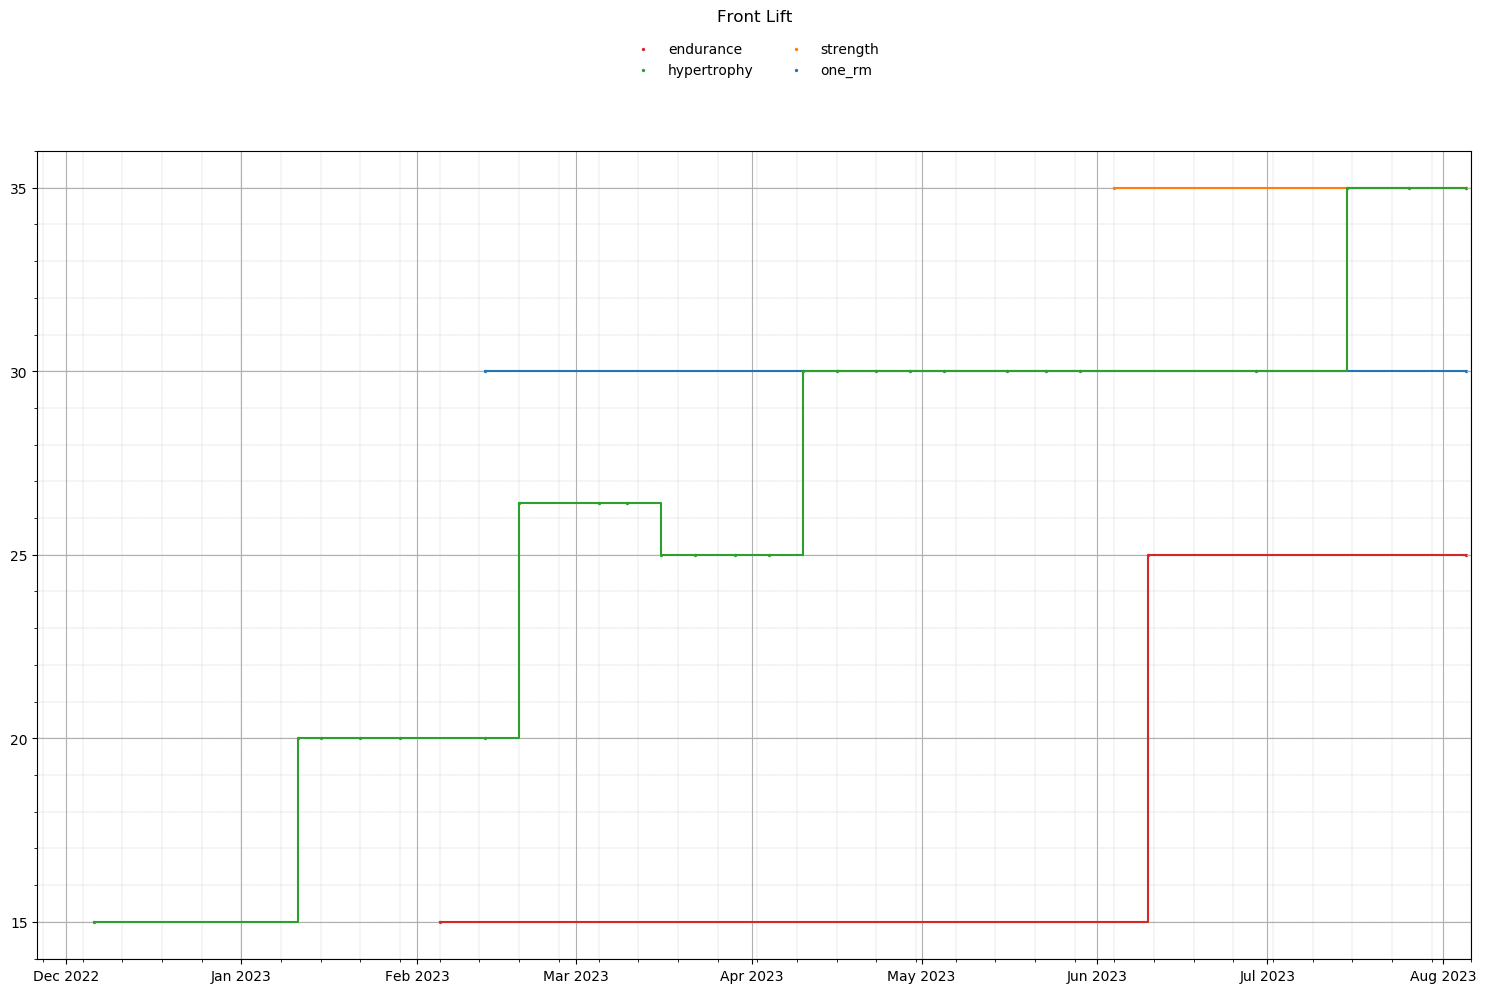 Front Lift
endurance strength
hypertrophy one_rm
35
30
25
20
15
Dec 2022 Jan 2023 Feb 2023 Mar 2023 Apr 2023 May 2023 Jun 2023 Jul 2023 Aug 2023